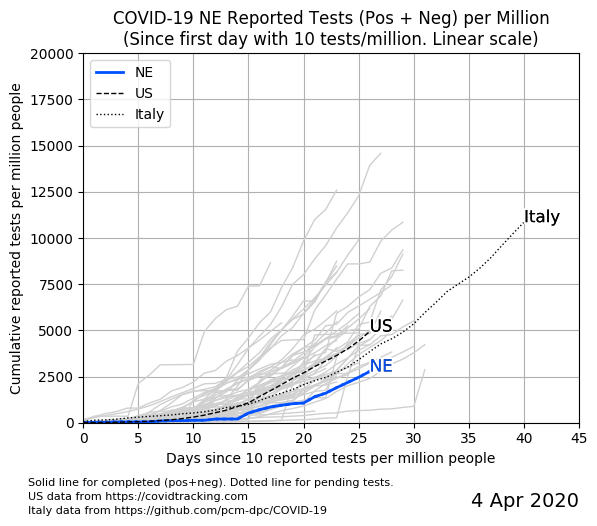 COVID-19 NE Reported Tests (Pos + Neg) per Million
(Since first day with 10 tests/million. Linear scale)
Cumulative reported tests per million people
20000
17500
15000
12500
10000
7500
5000
2500
0
NE
US
Italy
Italy
US
NE
0 5 10 15 20 25 30 35 40 45
Days since 10 reported tests per million people
Solid line for completed (pos+neg). Dotted line for pending tests.
US data from https://covidtracking.com
Italy data from https://github.com/pcm-dpc/COVID-19
4 Apr 2020